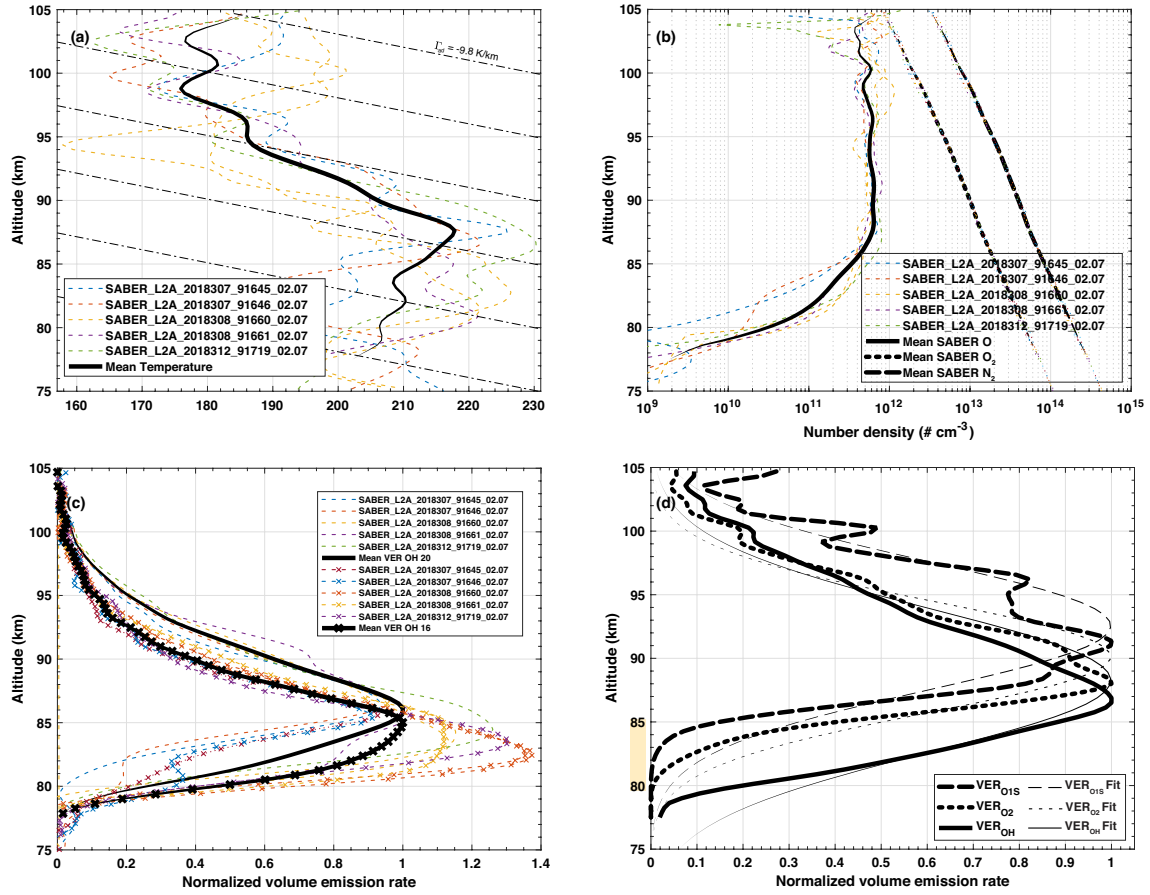 (a)
Γad = -9.8 K/km
Altitude (km)
105
100
95
90
85
80
75
SABER_L2A_2018307_91645_02.07
SABER_L2A_2018307_91646_02.07
SABER_L2A_2018308_91660_02.07
SABER_L2A_2018308_91661_02.07
SABER_L2A_2018312_91719_02.07
Mean Temperature
160 170 180 190 200 210 220 230
(b)
Altitude (km)
105
100
95
90
85
80
75
SABER_L2A_2018307_91645_02.07
SABER_L2A_2018307_91646_02.07
SABER_L2A_2018308_91660_02.07
SABER_L2A_2018308_91661_02.07
SABER_L2A_2018312_91719_02.07
Mean SABER O
Mean SABER O₂
Mean SABER N₂
10⁹ 10¹⁰ 10¹¹ 10¹² 10¹³ 10¹⁴ 10¹⁵
Number density (# cm⁻³)
(c)
Altitude (km)
105
100
95
90
85
80
75
SABER_L2A_2018307_91645_02.07
SABER_L2A_2018307_91646_02.07
SABER_L2A_2018308_91660_02.07
SABER_L2A_2018308_91661_02.07
SABER_L2A_2018312_91719_02.07
Mean VER OH 20
SABER_L2A_2018307_91645_02.07
SABER_L2A_2018307_91646_02.07
SABER_L2A_2018308_91660_02.07
SABER_L2A_2018308_91661_02.07
SABER_L2A_2018312_91719_02.07
Mean VER OH 16
0 0.2 0.4 0.6 0.8 1 1.2 1.4
Normalized volume emission rate
(d)
Altitude (km)
105
100
95
90
85
80
75
VER_O1S VER_O1S Fit
VER_O2 VER_O2 Fit
VER_OH VER_OH Fit
0 0.1 0.2 0.3 0.4 0.5 0.6 0.7 0.8 0.9 1
Normalized volume emission rate